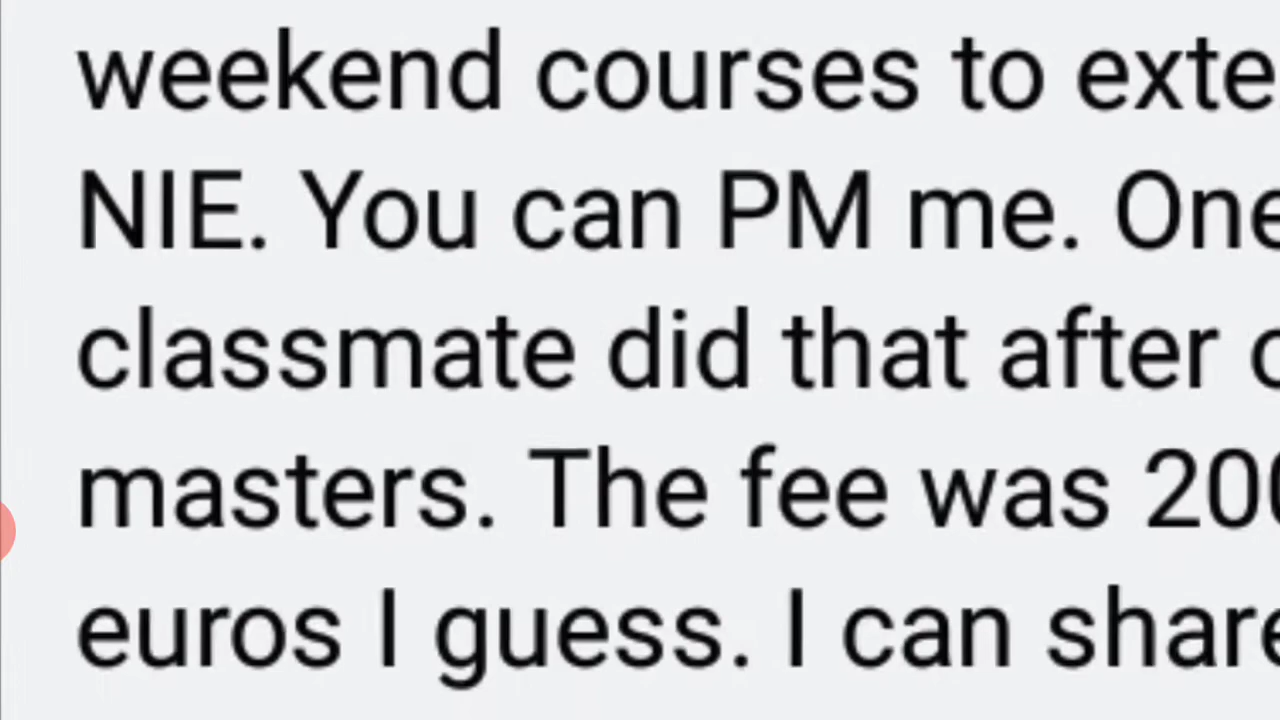 weekend courses to exte
NIE. You can PM me. One
classmate did that after
masters. The fee was 200
euros I guess. I can share